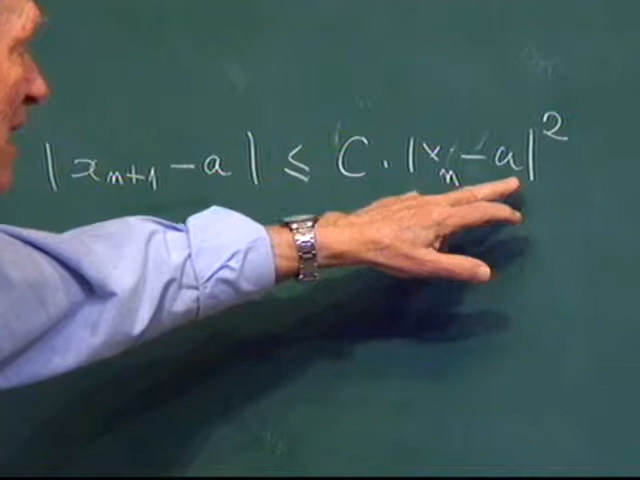 |x_{n+1} - a| ≤ C · |x_n - a|^2